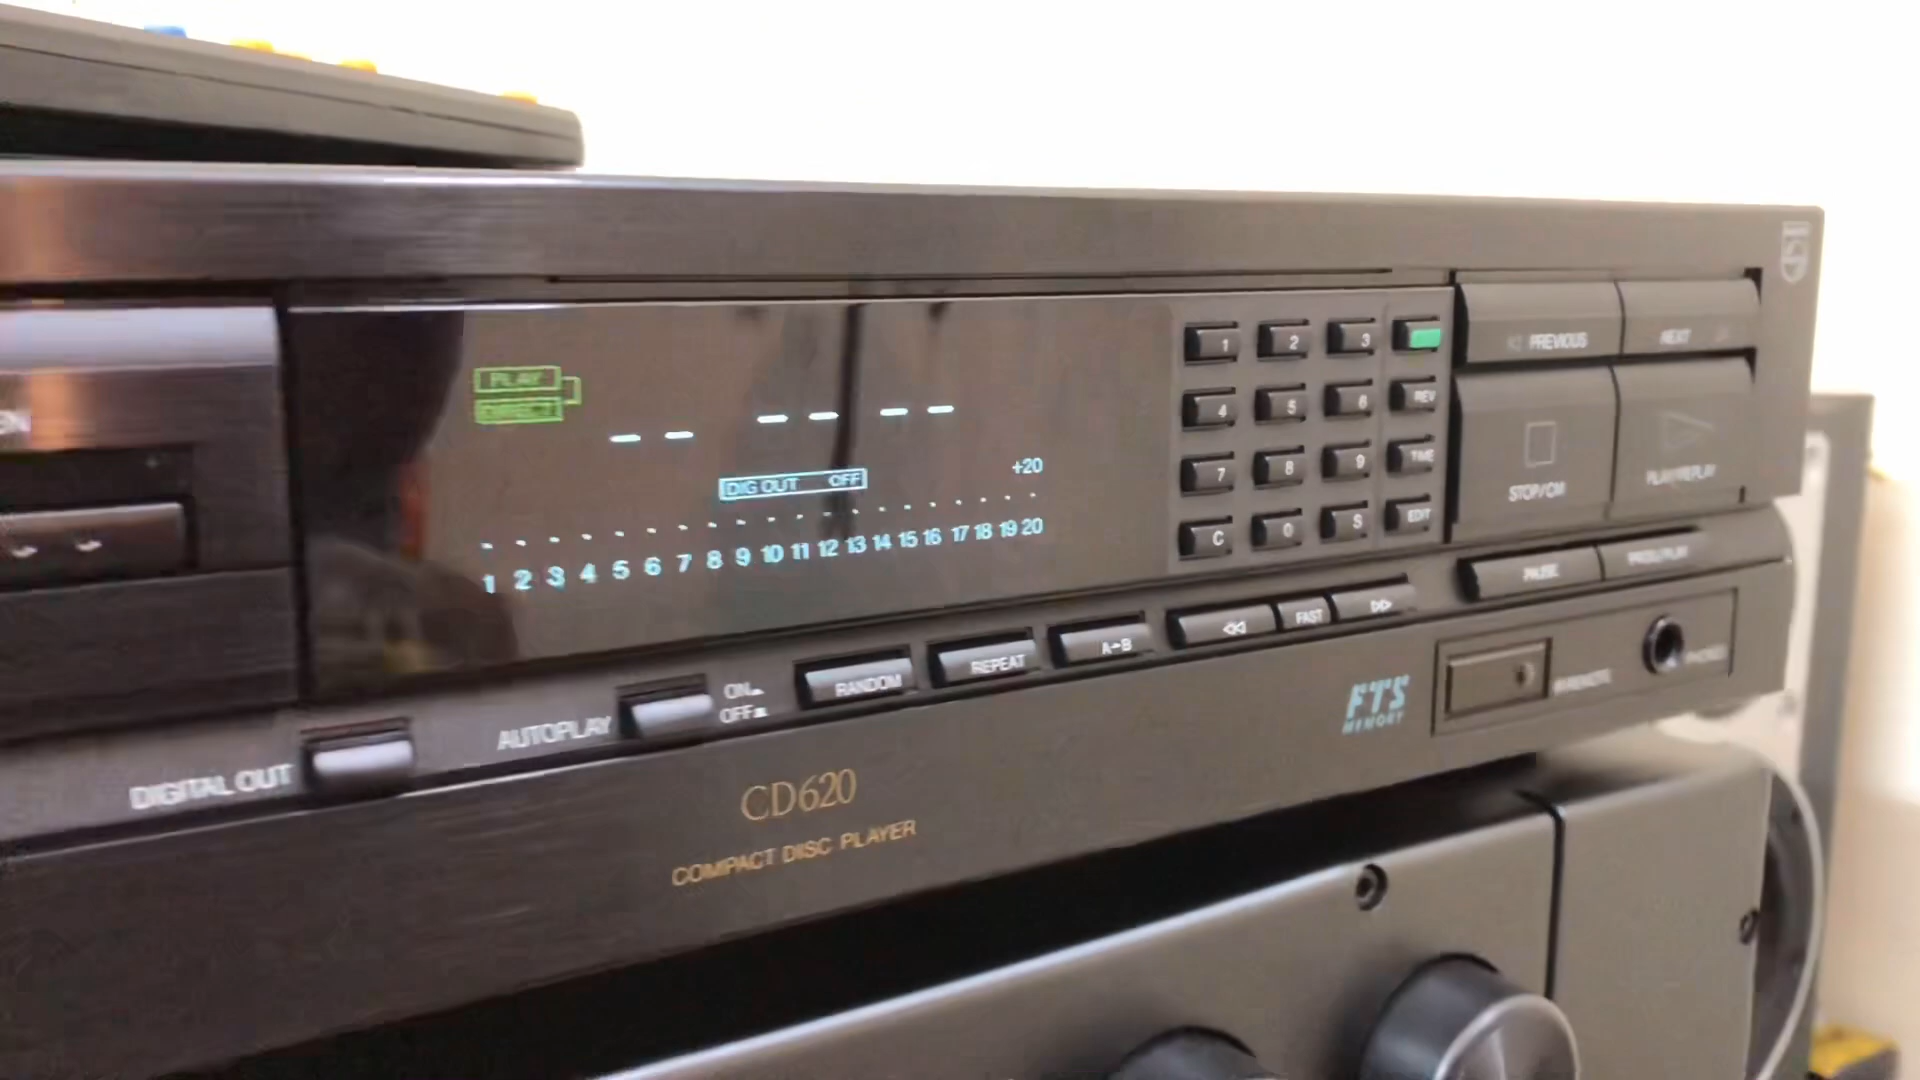 PLAY
DIRECT
-- -- --
DIG OUT OFF
+20
1 2 3 4 5 6 7 8 9 10 11 12 13 14 15 16 17 18 19 20
1 2 3
4 5 6 REV
7 8 9 TIME
C 0 S EDIT
PREVIOUS NEXT
STOP/CM PLAY/REPLAY
PAUSE
DIGITAL OUT
AUTOPLAY
ON
OFF
RANDOM
REPEAT
A-B
FAST
FTS
MEMORY
CD620
COMPACT DISC PLAYER
PHONES